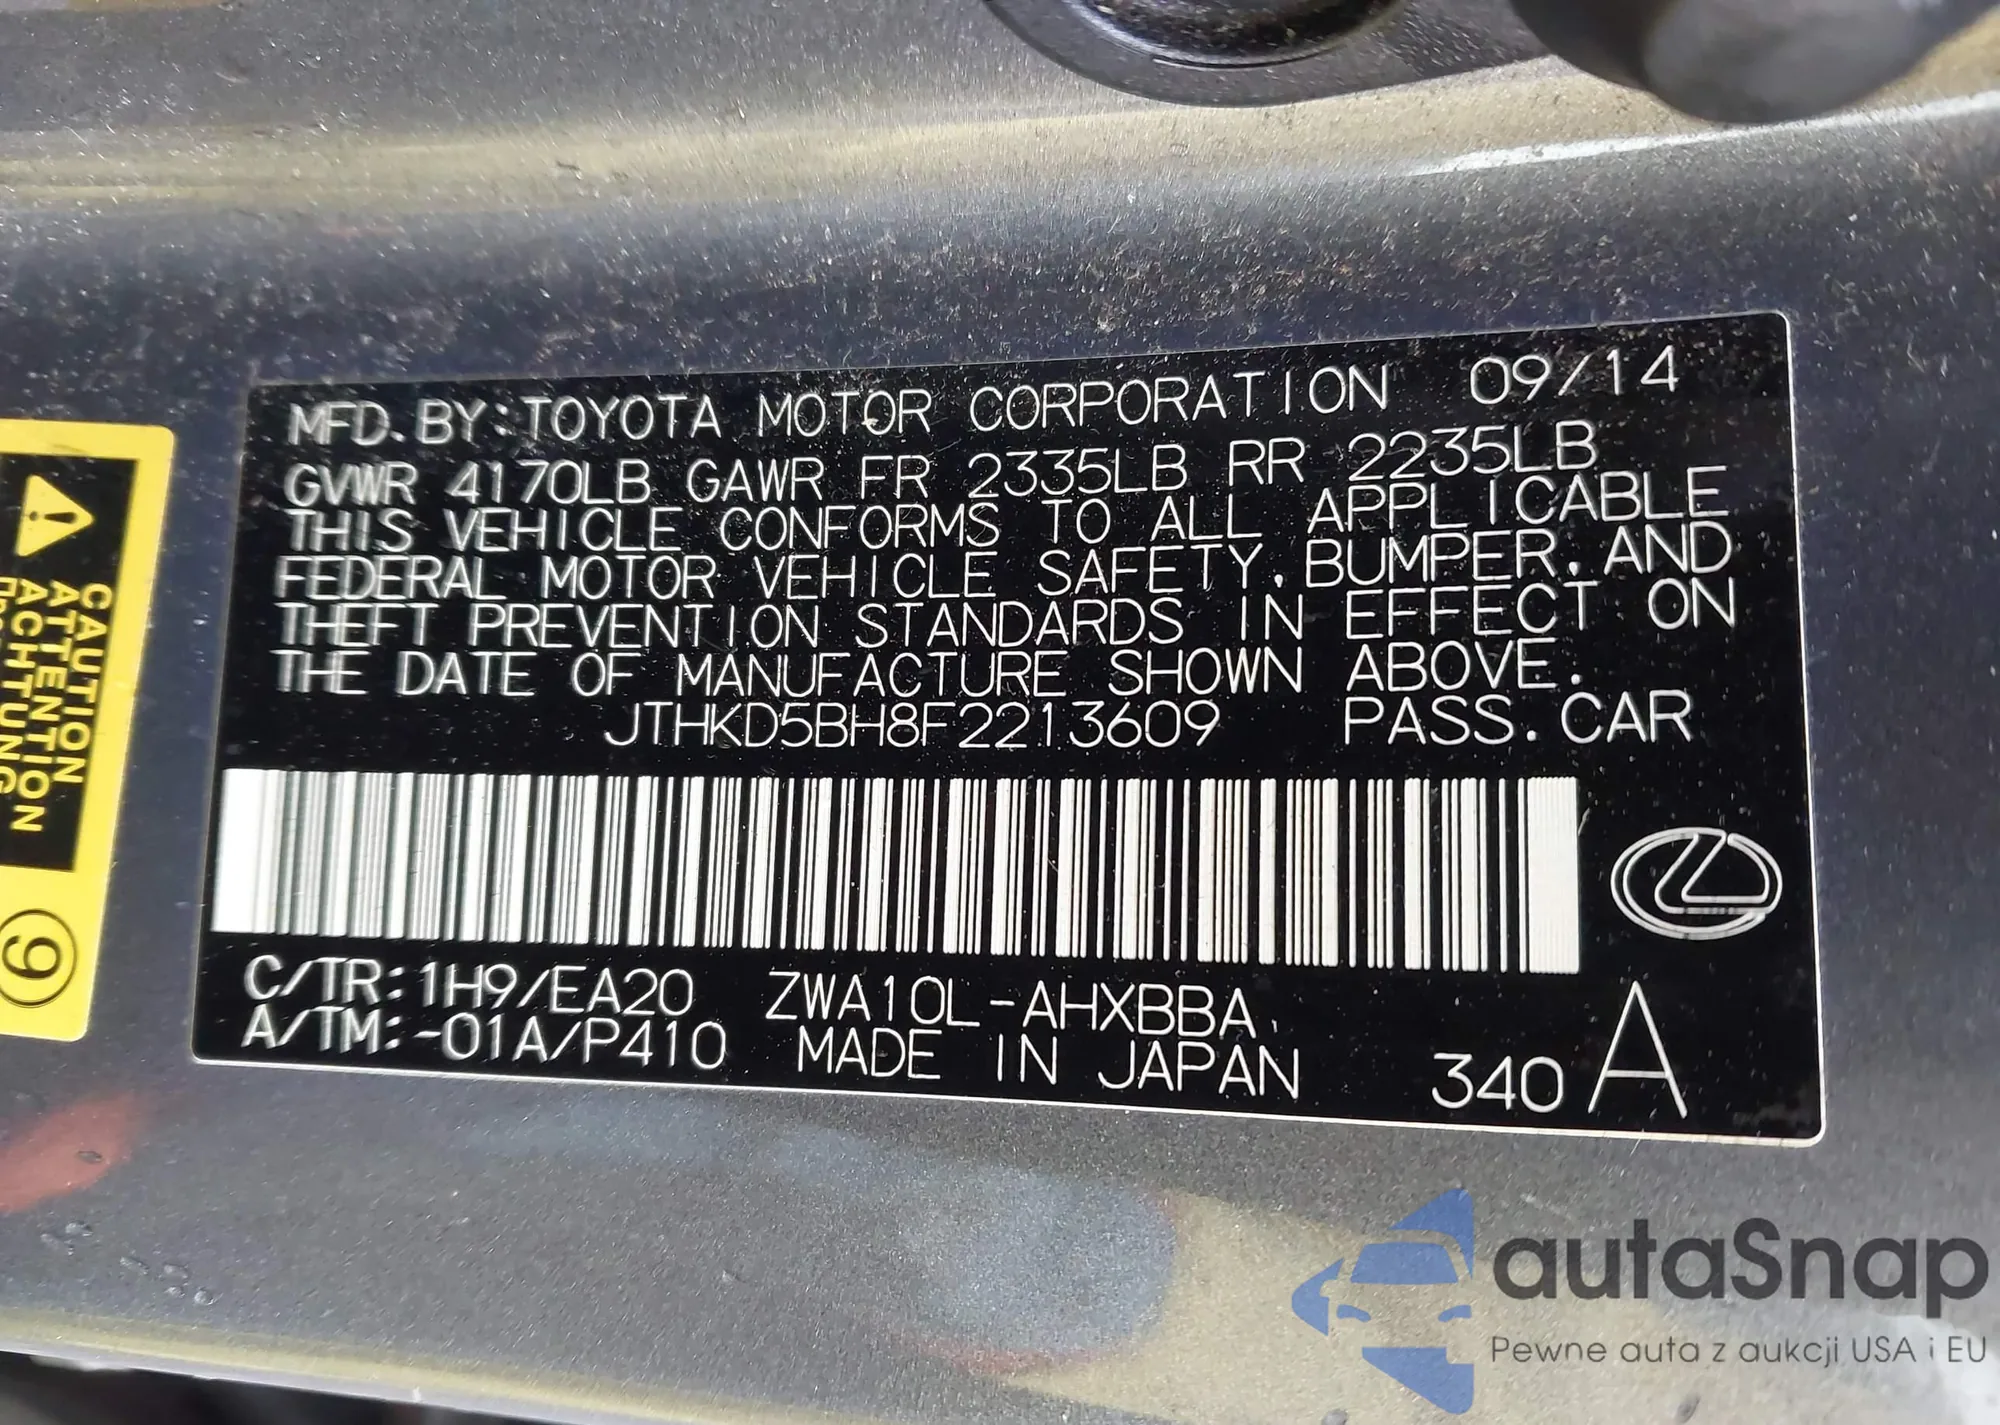 MFD. BY: TOYOTA MOTOR CORPORATION 09/14
GVWR 4170LB GAWR FR 2335LB RR 2235LB
THIS VEHICLE CONFORMS TO ALL APPLICABLE
FEDERAL MOTOR VEHICLE SAFETY, BUMPER, AND
THEFT PREVENTION STANDARDS IN EFFECT ON
THE DATE OF MANUFACTURE SHOWN ABOVE.
JTHKD5BH8F2213609 PASS. CAR
C/TR: 1H9/EA20 ZWA10L-AHXBBA
A/TM: -01A/P410 MADE IN JAPAN 340 A
CAUTION
ATTENTION
ACHTUNG
9
autaSnap
Pewne auta z aukcji USA i EU